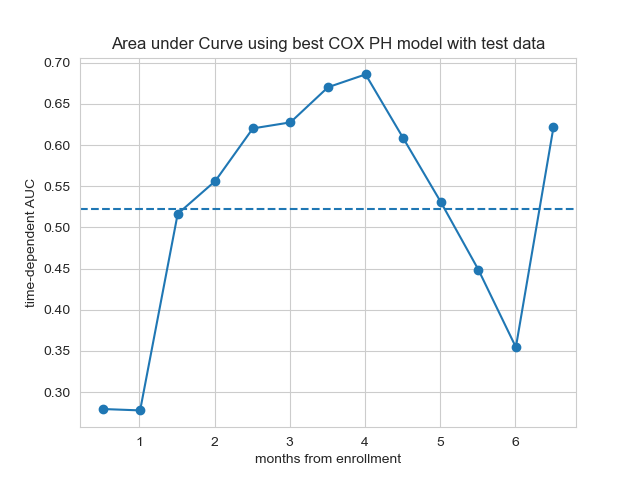 Area under Curve using best COX PH model with test data
time-dependent AUC
0.70
0.65
0.60
0.55
0.50
0.45
0.40
0.35
0.30
1 2 3 4 5 6
months from enrollment